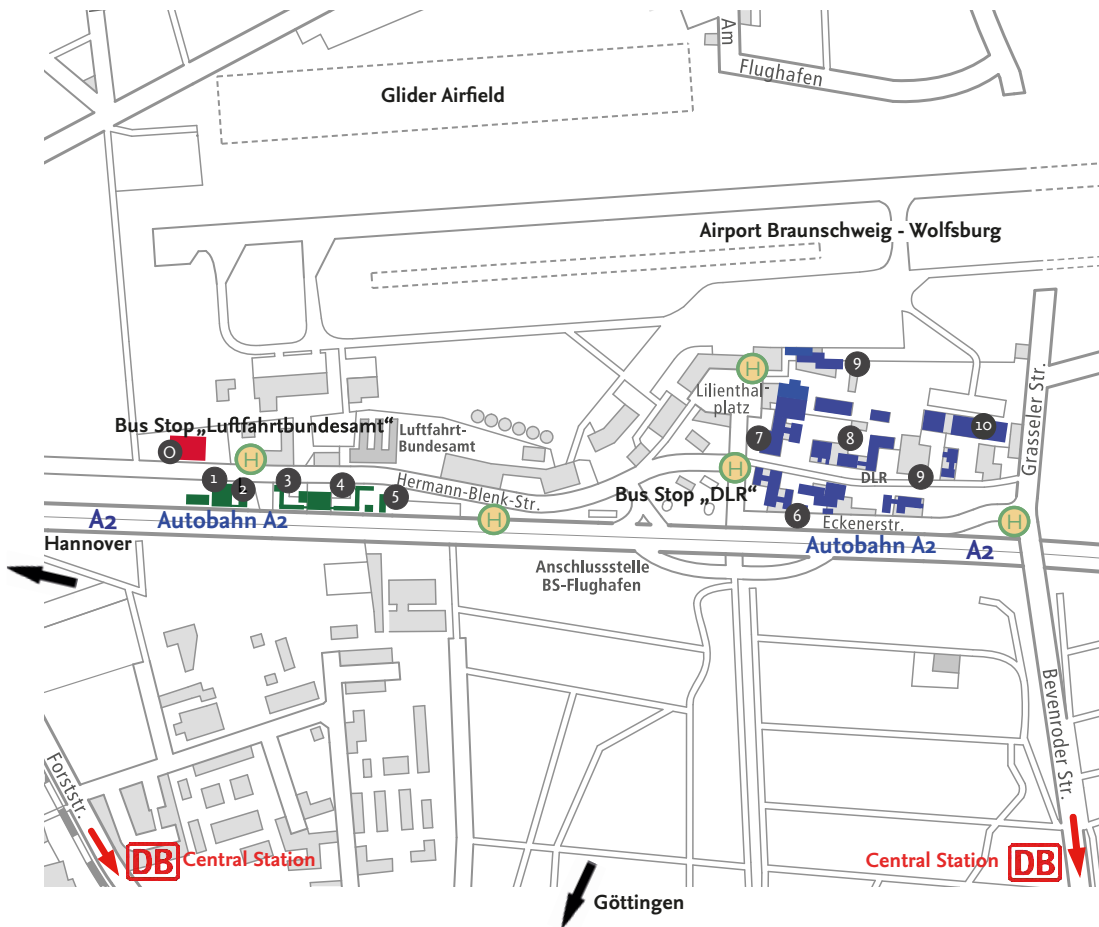 Am
Flughafen
Glider Airfield
Airport Braunschweig - Wolfsburg
H
9
Lilienthal-
platz
Grasseler Str.
Bus Stop „Luftfahrtbundesamt“
Luftfahrt-
Bundesamt
0
H
7
8
10
1
2
3
4
5
Hermann-Blenk-Str.
H
Bus Stop „DLR“
DLR
9
6
Eckenerstr.
H
H
A2
Autobahn A2
Autobahn A2
A2
Hannover
Anschlussstelle
BS-Flughafen
Bevenroder Str.
Forststr.
DB
Central Station
Central Station
DB
Göttingen